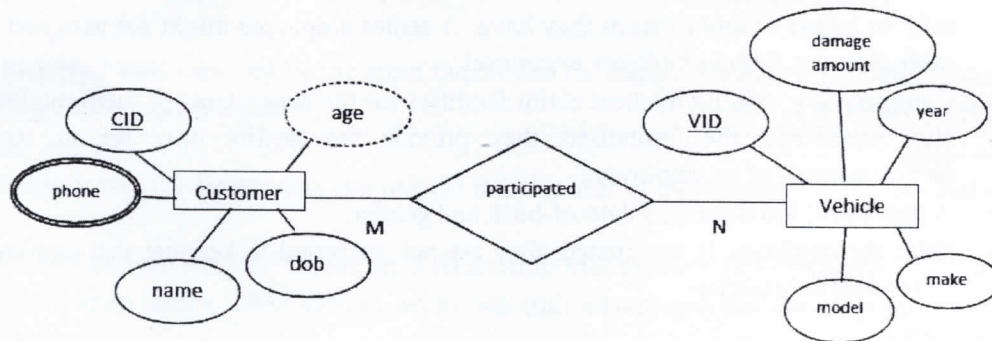 damage
amount
CID
age
VID
year
phone
Customer
participated
Vehicle
M
N
name
dob
model
make